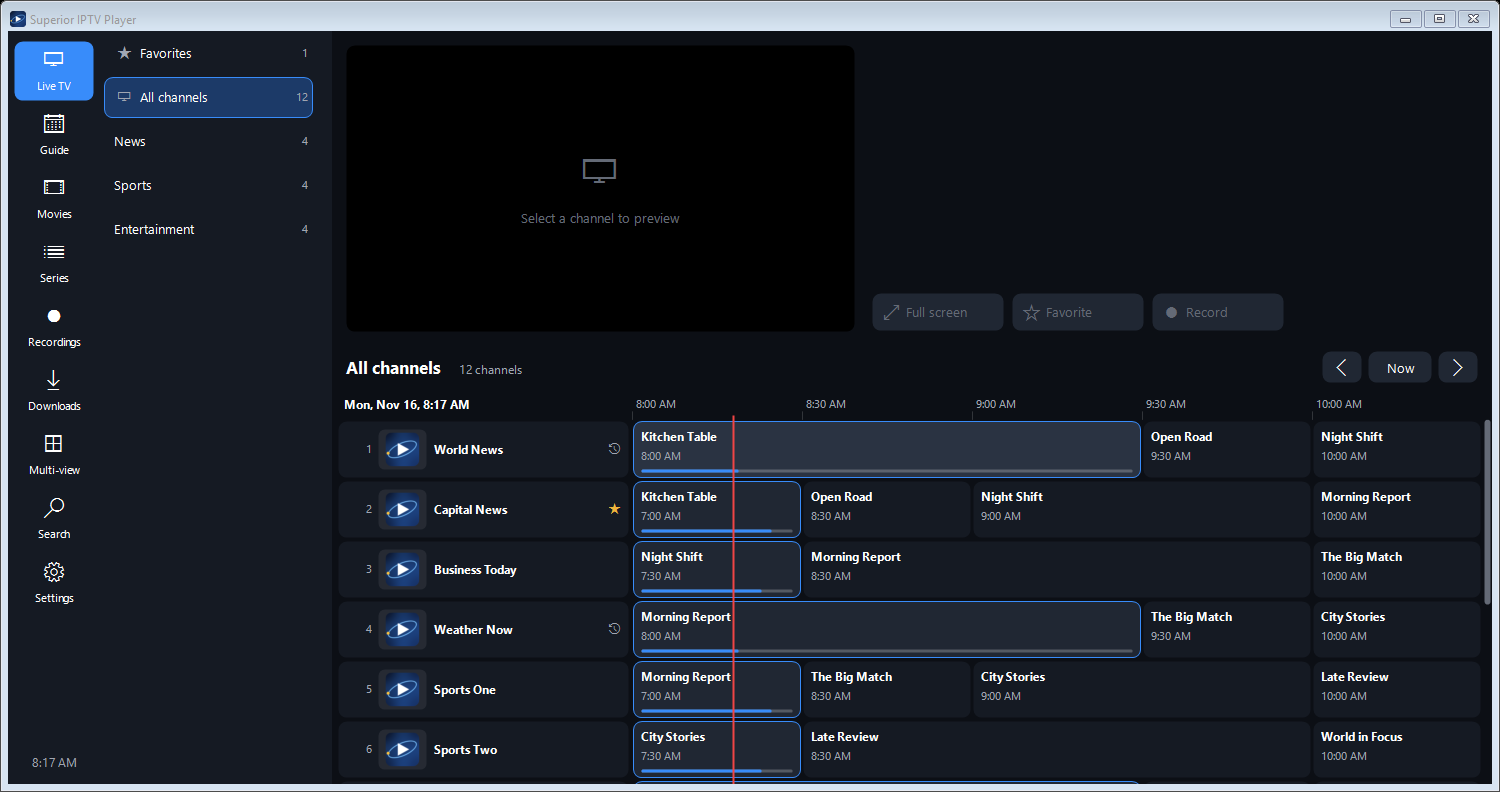 Superior IPTV Player
Live TV
Guide
Movies
Series
Recordings
Downloads
Multi-view
Search
Settings
8:17 AM
Favorites 1
All channels 12
News 4
Sports 4
Entertainment 4
Select a channel to preview
Full screen Favorite Record
All channels 12 channels Now
Mon, Nov 16, 8:17 AM 8:00 AM 8:30 AM 9:00 AM 9:30 AM 10:00 AM
1 World News
Kitchen Table Open Road Night Shift
8:00 AM 9:30 AM 10:00 AM
2 Capital News
Kitchen Table Open Road Night Shift Morning Report
7:00 AM 8:30 AM 9:00 AM 10:00 AM
3 Business Today
Night Shift Morning Report The Big Match
7:30 AM 8:30 AM 10:00 AM
4 Weather Now
Morning Report The Big Match City Stories
8:00 AM 9:30 AM 10:00 AM
5 Sports One
Morning Report The Big Match City Stories Late Review
7:00 AM 8:30 AM 9:00 AM 10:00 AM
6 Sports Two
City Stories Late Review World in Focus
7:30 AM 8:30 AM 10:00 AM